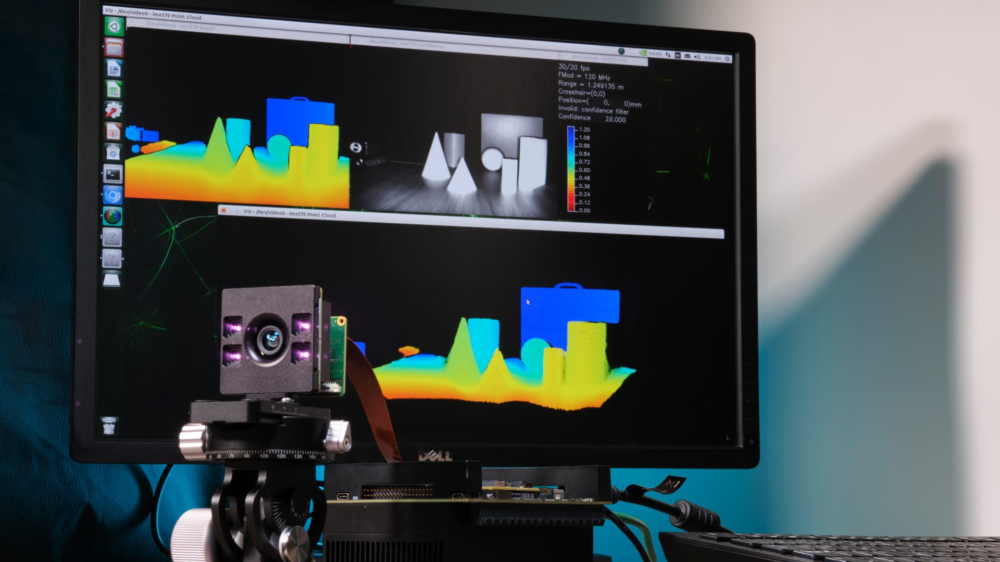 Viz - /dev/video0 - imx570 Point Cloud
/dev/video0 - imx570 Depth
/dev/video0 - imx570 Confidence
MAXN
Hr
6:01 AM
/dev/video0 - imx570 Info
30/20 fps
FMod = 120 MHz
Range = 1.249135 m
Crosshair=(0,0)
Position=( 0, 0)mm
Invalid: confidence filter
Confidence
1.20
1.08
0.96
0.84
0.72
0.60
0.48
0.36
0.24
0.12
0.00
Viz - /dev/video0 - imx570 Point Cloud
60 75 90 105 120 135 150
DELL